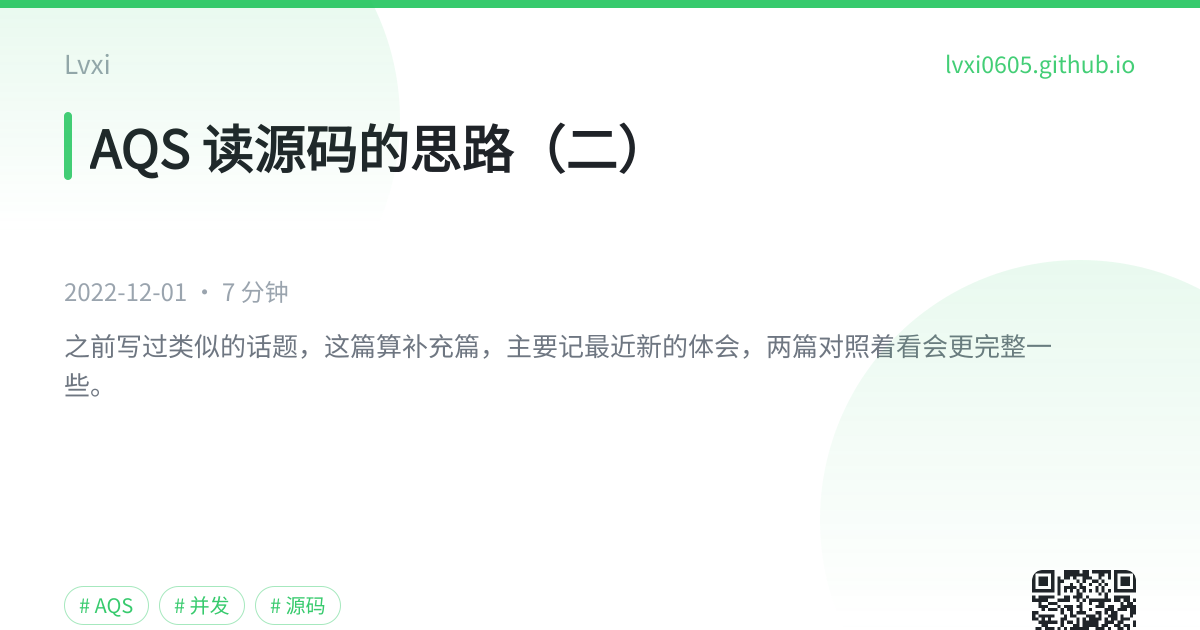 Lvxi
lvxi0605.github.io
AQS 读源码的思路（二）
2022-12-01 · 7 分钟
之前写过类似的话题，这篇算补充篇，主要记最近新的体会，两篇对照着看会更完整一
些。
# AQS
# 并发
# 源码